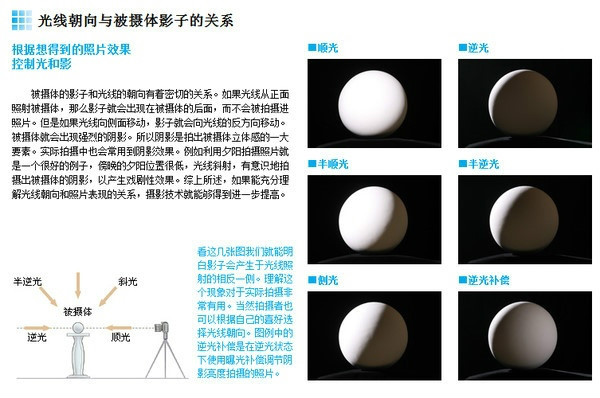 光线朝向与被摄体影子的关系
根据想得到的照片效果
控制光和影
被摄体的影子和光线的朝向有着密切的关系。如果光线从正面
照射被摄体，那么影子就会出现在被摄体的后面，而不会被拍摄进
照片。但是如果光线向侧面移动，影子就会向光线的反方向移动。
被摄体就会出现强烈的阴影。所以阴影是拍出被摄体立体感的一大
要素。实际拍摄中也会常用到阴影效果。例如利用夕阳拍摄照片就
是一个很好的例子，傍晚的夕阳位置很低，光线斜射，有意识地拍
摄出被摄体的阴影，以产生戏剧性效果。综上所述，如果能充分理
解光线朝向和照片表现的关系，摄影技术就能够得到进一步提高。
半逆光
斜光
被摄体
逆光
顺光
看这几张图我们就能明
白影子会产生于光线照
射的相反一侧。理解这
个现象对于实际拍摄非
常有用。当然拍摄者也
可以根据自己的喜好选
择光线朝向。图例中的
逆光补偿是在逆光状态
下使用曝光补偿调节阴
影亮度拍摄的照片。
顺光
逆光
半顺光
半逆光
侧光
逆光补偿